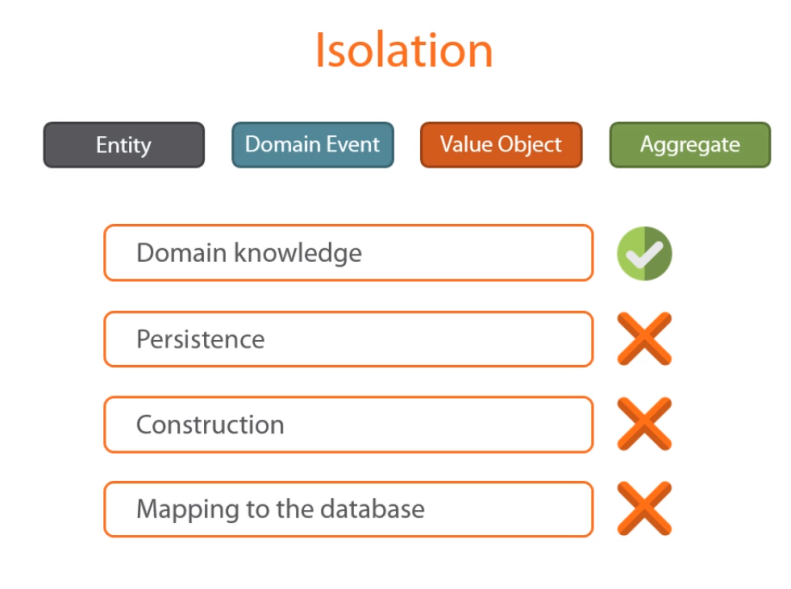 Isolation
Entity
Domain Event
Value Object
Aggregate
Domain knowledge
Persistence
Construction
Mapping to the database